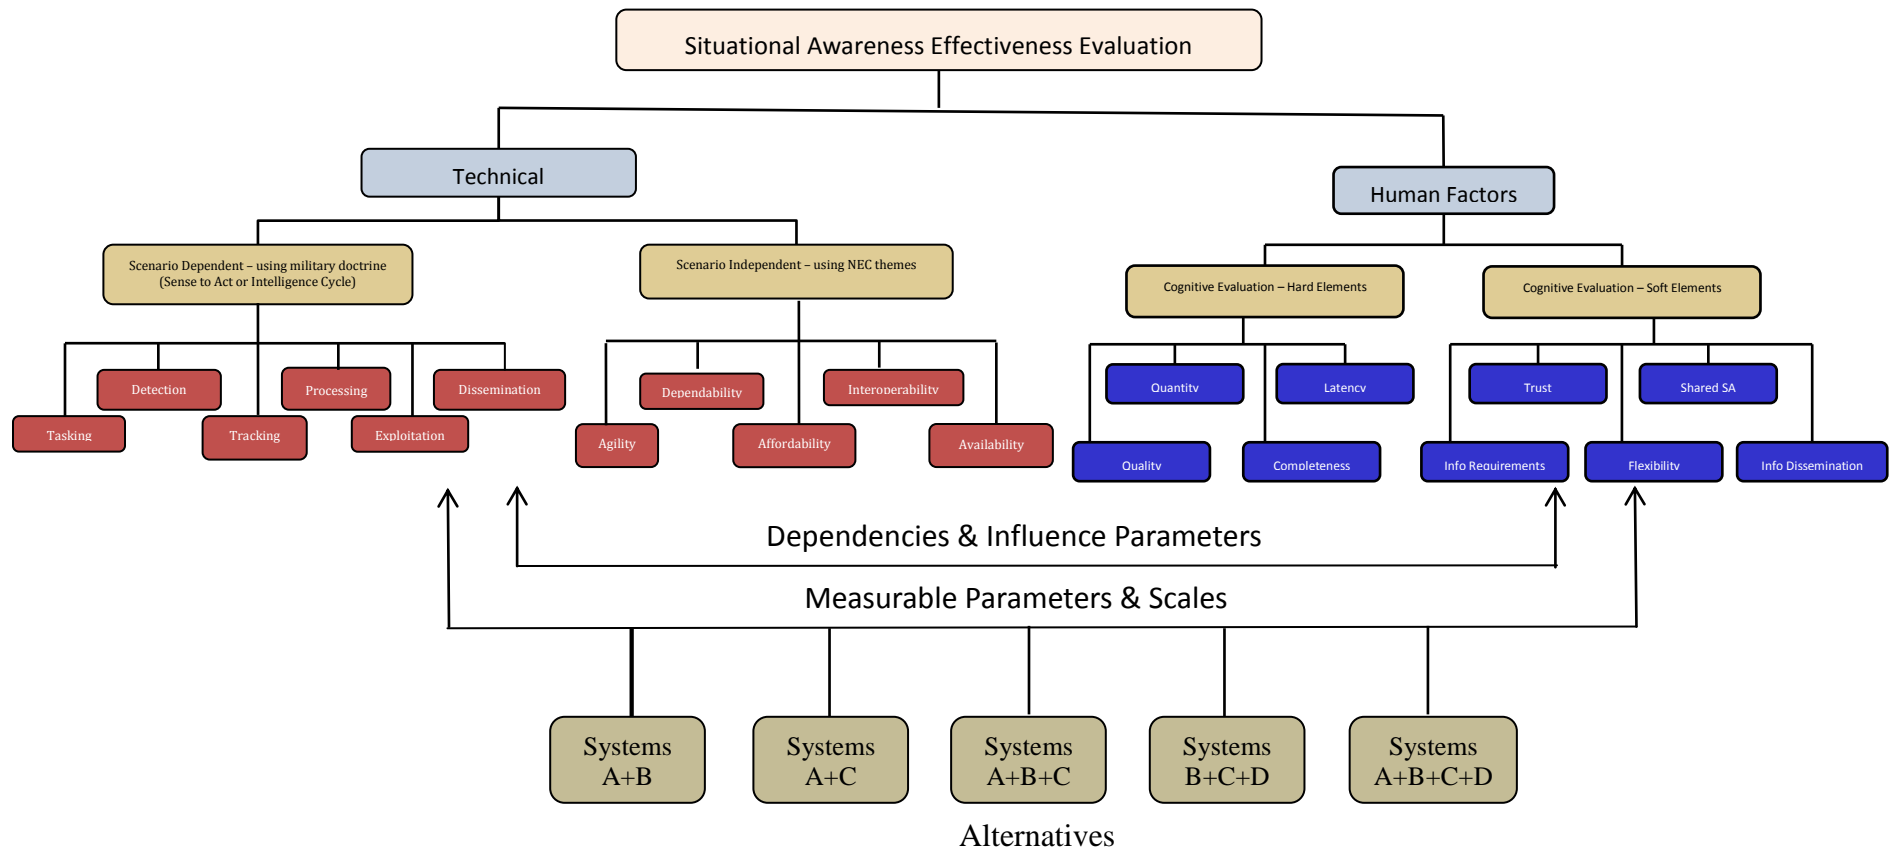 Situational Awareness Effectiveness Evaluation
Technical
Human Factors
Scenario Dependent – using military doctrine
(Sense to Act or Intelligence Cycle)
Scenario Independent – using NEC themes
Cognitive Evaluation – Hard Elements
Cognitive Evaluation – Soft Elements
Detection
Processing
Dissemination
Tasking
Tracking
Exploitation
Dependability
Interoperability
Agility
Affordability
Availability
Quantity
Latency
Quality
Completeness
Trust
Shared SA
Info Requirements
Flexibility
Info Dissemination
Dependencies & Influence Parameters
Measurable Parameters & Scales
Systems
A+B
Systems
A+C
Systems
A+B+C
Systems
B+C+D
Systems
A+B+C+D
Alternatives